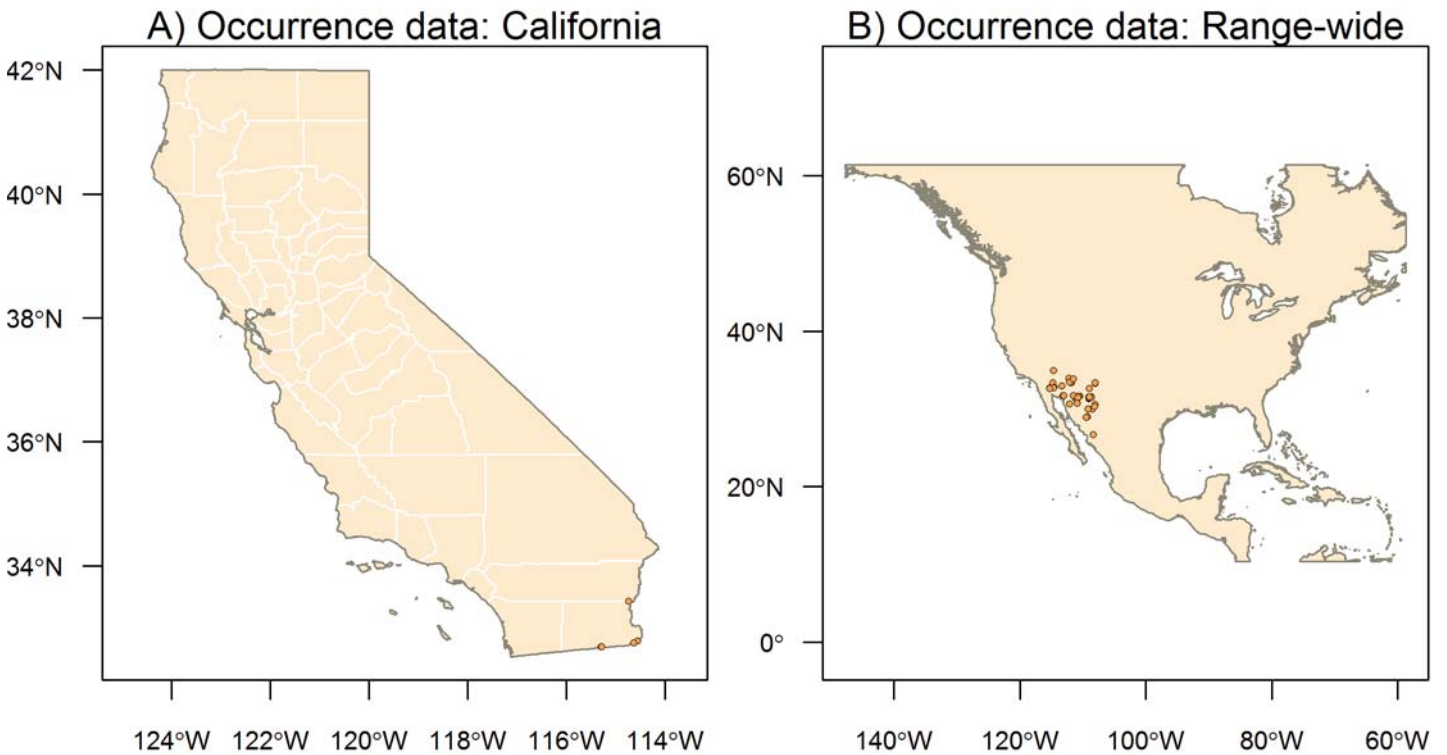 A) Occurrence data: California
42°N
40°N
38°N
36°N
34°N
124°W 122°W 120°W 118°W 116°W 114°W
B) Occurrence data: Range-wide
60°N
40°N
20°N
0°
140°W 120°W 100°W 80°W 60°W